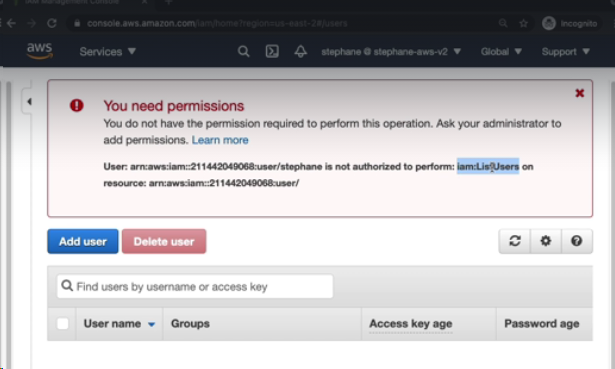 console.aws.amazon.com/iam/home?region=us-east-2#/users
Incognito
aws
Services
stephane @ stephane-aws-v2
Global
Support
You need permissions
You do not have the permission required to perform this operation. Ask your administrator to
add permissions. Learn more
User: arn:aws:iam::211442049068:user/stephane is not authorized to perform: iam:ListUsers on
resource: arn:aws:iam::211442049068:user/
Add user
Delete user
Find users by username or access key
User name
Groups
Access key age
Password age